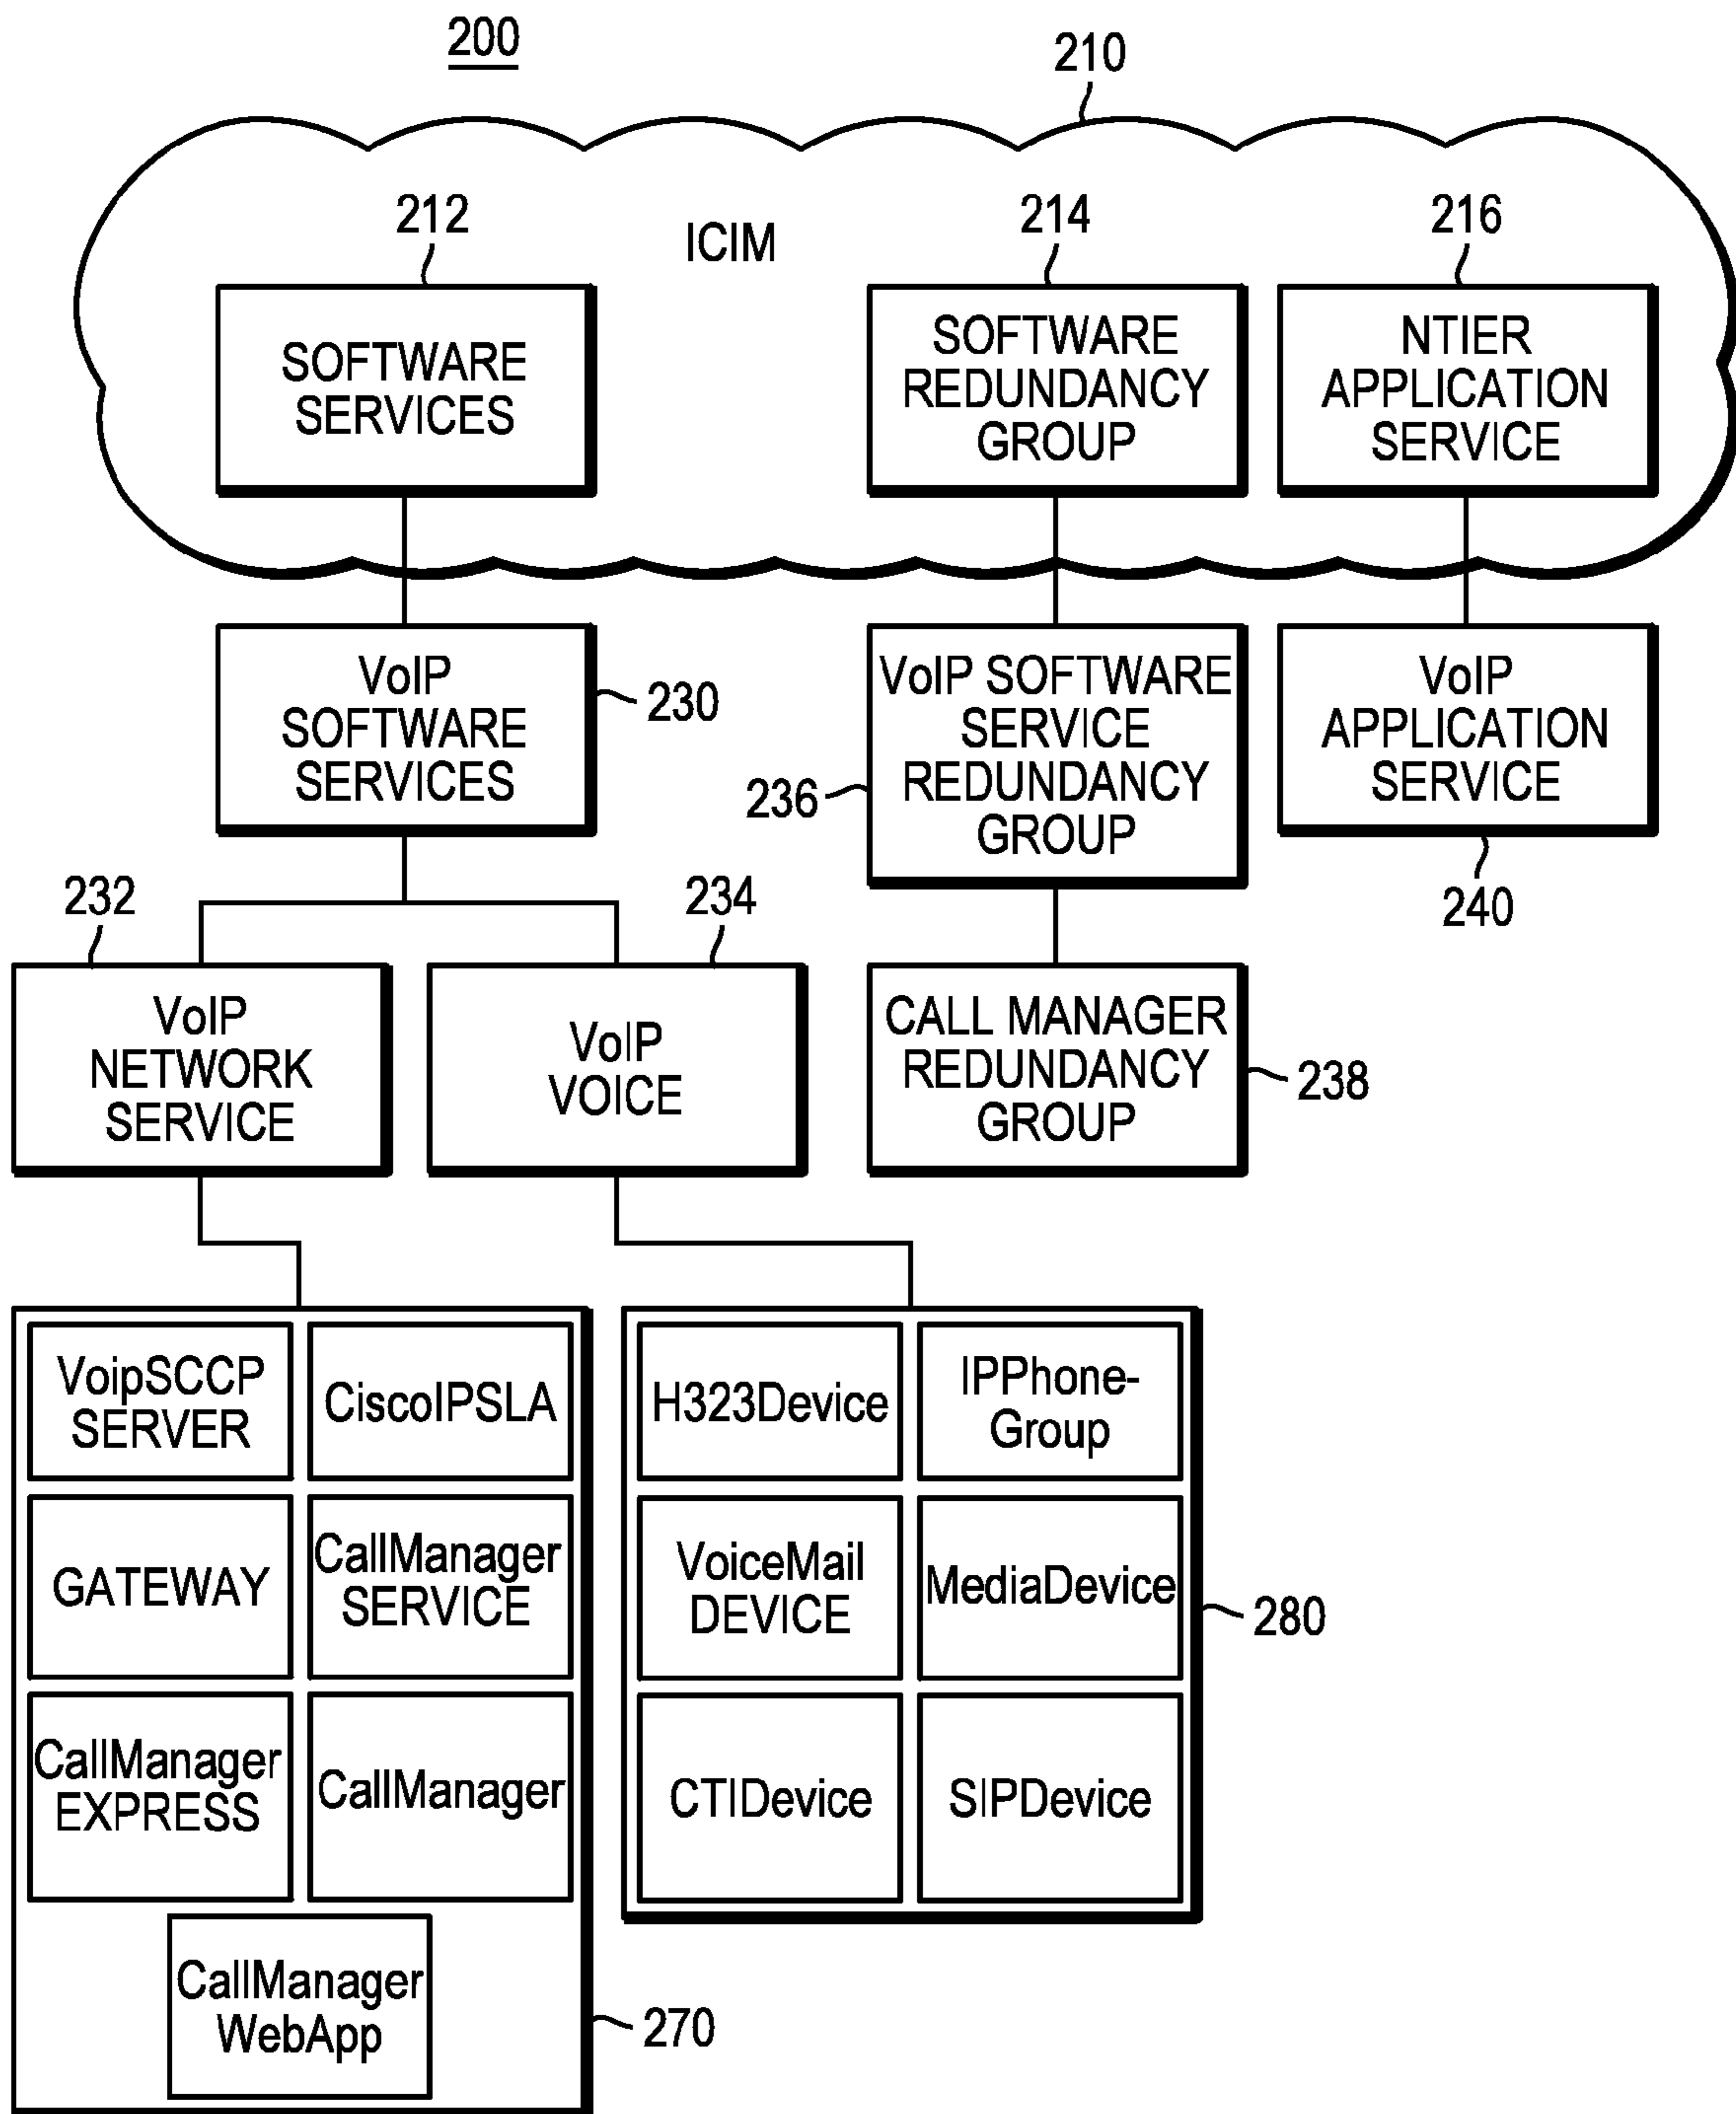 200
210
212
ICIM
214
216
SOFTWARE
SERVICES
SOFTWARE
REDUNDANCY
GROUP
NTIER
APPLICATION
SERVICE
VoIP
SOFTWARE
SERVICES
230
VoIP SOFTWARE
SERVICE
REDUNDANCY
GROUP
236
VoIP
APPLICATION
SERVICE
240
232
234
VoIP
NETWORK
SERVICE
VoIP
VOICE
CALL MANAGER
REDUNDANCY
GROUP
238
VoipSCCP
SERVER
CiscoIPSLA
GATEWAY
CallManager
SERVICE
CallManager
EXPRESS
CallManager
CallManager
WebApp
270
H323Device
IPPhone-
Group
VoiceMail
DEVICE
MediaDevice
CTIDevice
SIPDevice
280